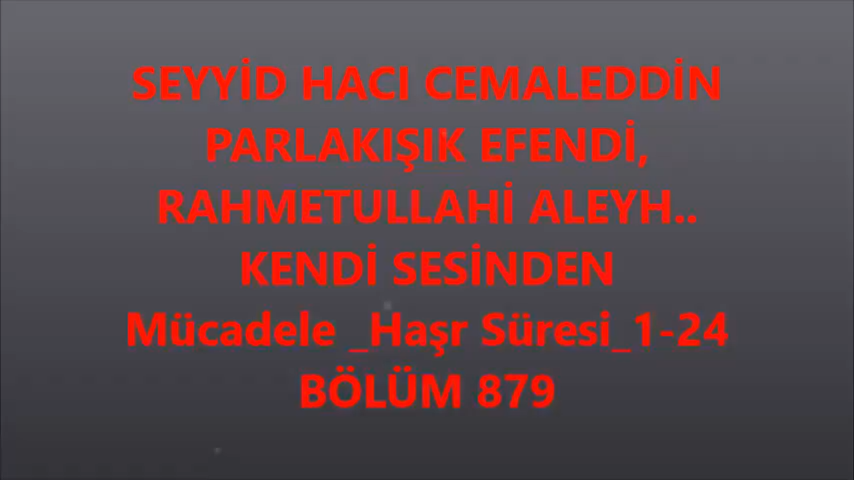 SEYYİD HACI CEMALEDDİN
PARLAKIŞIK EFENDİ,
RAHMETULLAHİ ALEYH..
KENDİ SESİNDEN
Mücadele _Haşr Süresi_1-24
BÖLÜM 879